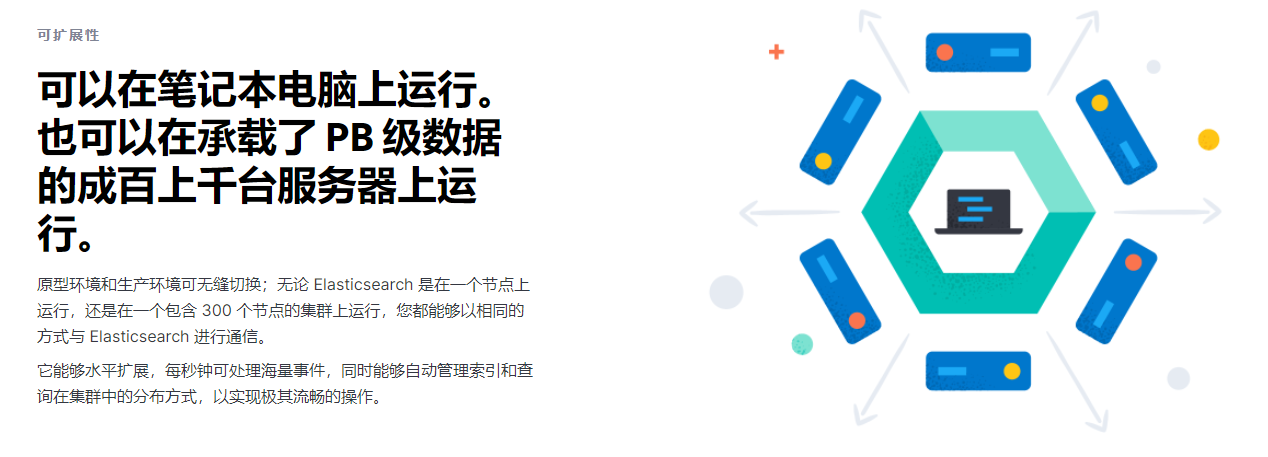 可扩展性
可以在笔记本电脑上运行。
也可以在承载了 PB 级数据
的成百上千台服务器上运
行。
原型环境和生产环境可无缝切换；无论 Elasticsearch 是在一个节点上
运行，还是在一个包含 300 个节点的集群上运行，您都能够以相同的
方式与 Elasticsearch 进行通信。
它能够水平扩展，每秒钟可处理海量事件，同时能够自动管理索引和查
询在集群中的分布方式，以实现极其流畅的操作。